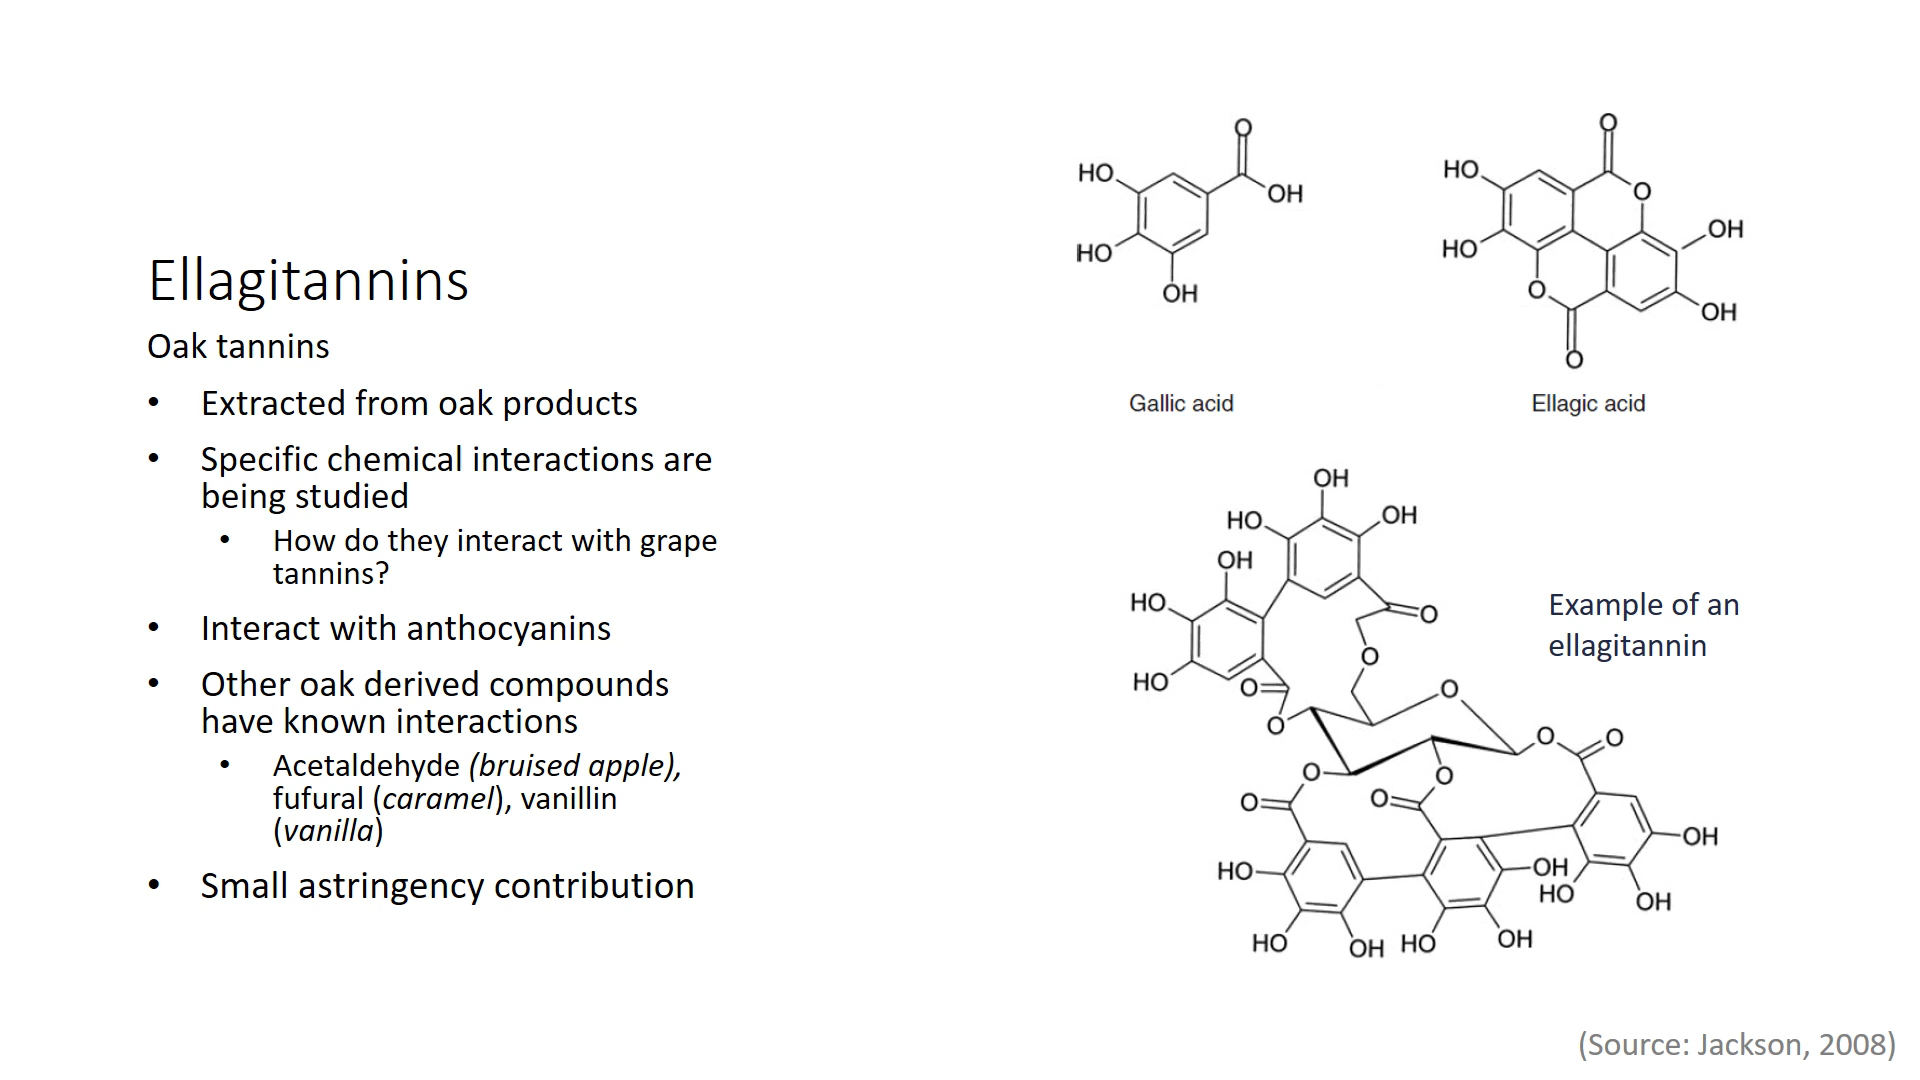 Ellagitannins
Oak tannins
• Extracted from oak products
• Specific chemical interactions are
being studied
• How do they interact with grape
tannins?
• Interact with anthocyanins
• Other oak derived compounds
have known interactions
• Acetaldehyde (bruised apple),
fufural (caramel), vanillin
(vanilla)
• Small astringency contribution
O
HO
OH
HO
OH
Gallic acid
O
HO
O
OH
HO
O
OH
O
Ellagic acid
OH
HO
OH
OH
HO
O
O
HO
O
O
O
O
O
O
O
O
O
O
OH
HO
OH
HO
OH
HO
OH
HO
OH
Example of an
ellagitannin
(Source: Jackson, 2008)